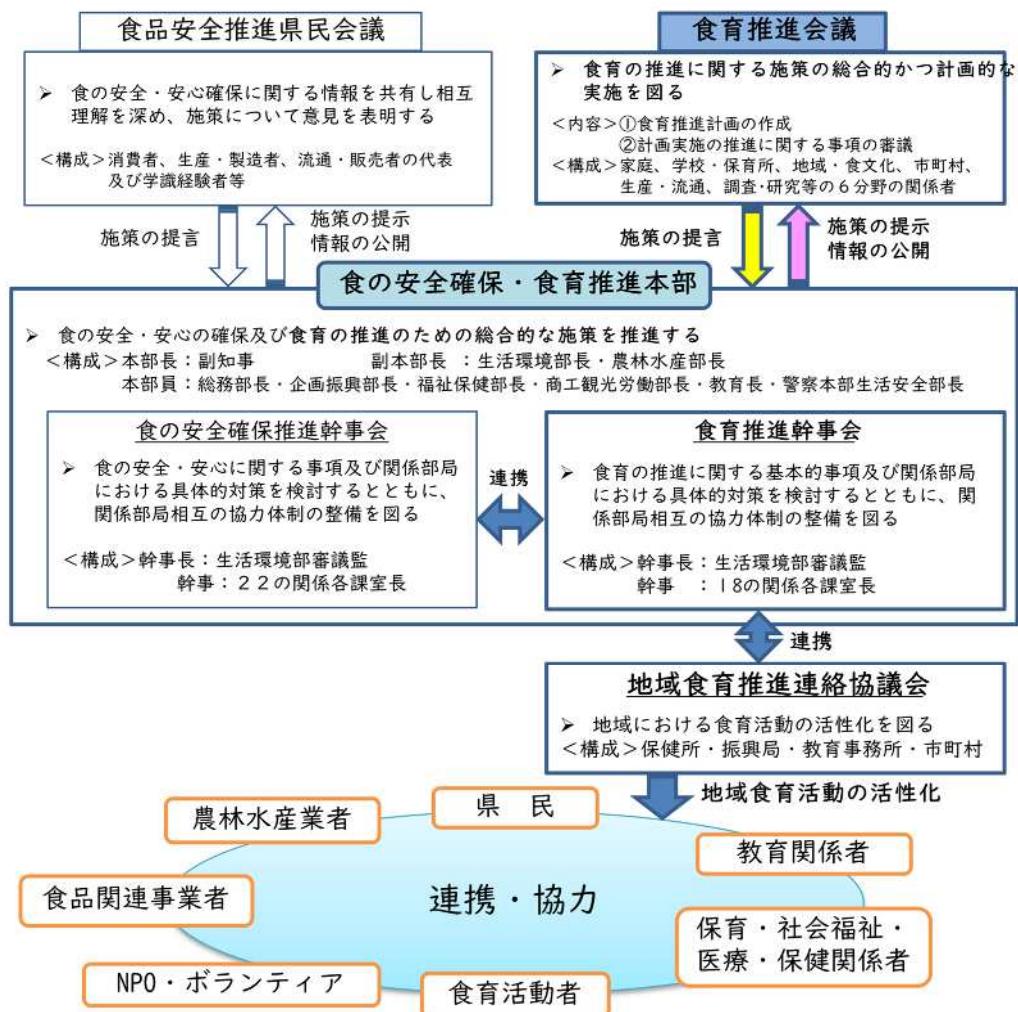 食品安全推進県民会議
➢ 食の安全・安心確保に関する情報を共有し相互
理解を深め、施策について意見を表明する
＜構成＞消費者、生産・製造者、流通・販売者の代表
及び学識経験者等
食育推進会議
➢ 食育の推進に関する施策の総合的かつ計画的な
実施を図る
＜内容＞①食育推進計画の作成
②計画実施の推進に関する事項の審議
＜構成＞家庭、学校・保育所、地域・食文化、市町村、
生産・流通、調査・研究等の６分野の関係者
施策の提言
施策の提示
情報の公開
施策の提言
施策の提示
情報の公開
食の安全確保・食育推進本部
➢ 食の安全・安心の確保及び食育の推進のための総合的な施策を推進する
＜構成＞本部長：副知事 副本部長 ：生活環境部長・農林水産部長
本部員：総務部長・企画振興部長・福祉保健部長・商工観光労働部長・教育長・警察本部生活安全部長
食の安全確保推進幹事会
➢ 食の安全・安心に関する事項及び関係部局
における具体的対策を検討するとともに、
関係部局相互の協力体制の整備を図る
＜構成＞幹事長：生活環境部審議監
幹事：２２の関係各課室長
連携
食育推進幹事会
➢ 食育の推進に関する基本的事項及び関係部局
における具体的対策を検討するとともに、関
係部局相互の協力体制の整備を図る
＜構成＞幹事長：生活環境部審議監
幹事 ：18の関係各課室長
連携
地域食育推進連絡協議会
➢ 地域における食育活動の活性化を図る
＜構成＞保健所・振興局・教育事務所・市町村
地域食育活動の活性化
県 民
農林水産業者
教育関係者
食品関連事業者
連携・協力
保育・社会福祉・
医療・保健関係者
NPO・ボランティア
食育活動者